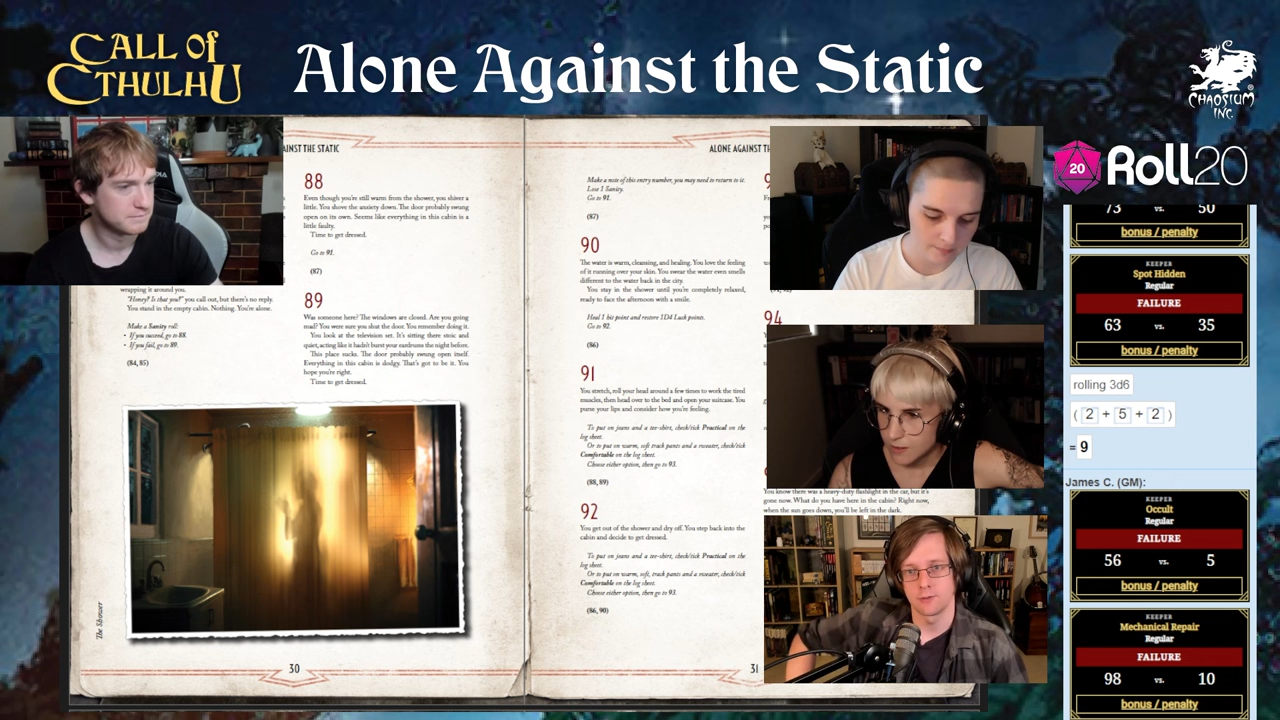 CALL of
CTHULHU
Alone Against the Static
CHAOSIUM
INC
AINST THE STATIC
wrapping it around you.
"Honey? Is that you?" you call out, but there's no reply.
You stand in the empty cabin. Nothing. You're alone.
Make a Sanity roll:
• If you succeed, go to 88.
• If you fail, go to 89.
(84, 85)
88
Even though you're still warm from the shower, you shiver a
little. You shove the anxiety down. The door probably swung
open on its own. Seems like everything in this cabin is a
little faulty.
Time to get dressed.
Go to 91.
(87)
89
Was someone here? The windows are closed. Are you going
mad? You were sure you shut the door. You remember doing it.
You look at the television set. It's sitting there stoic and
quiet, acting like it hadn't burst your eardrums the night before.
This place sucks. The door probably swung open itself.
Everything in this cabin is dodgy. That's got to be it. You
hope you're right.
Time to get dressed.
The Shower
30
ALONE AGAINST TH
Make a note of this entry number, you may need to return to it.
Lose 1 Sanity.
Go to 91.
(87)
90
The water is warm, cleansing, and healing. You love the feeling
of it running over your skin. You swear the water even smells
different to the water back in the city.
You stay in the shower until you're completely relaxed,
ready to face the afternoon with a smile.
Heal 1 hit point and restore 1D4 Luck points.
Go to 92.
(86)
91
You stretch, roll your head around a few times to work the tired
muscles, then head over to the bed and open your suitcase. You
purse your lips and consider how you're feeling.
To put on jeans and a tee-shirt, check/tick Practical on the
log sheet.
Or to put on warm, soft track pants and a sweater, check/tick
Comfortable on the log sheet.
Choose either option, then go to 93.
(88, 89)
92
You get out of the shower and dry off. You step back into the
cabin and decide to get dressed.
To put on jeans and a tee-shirt, check/tick Practical on the
log sheet.
Or to put on warm, soft, track pants and a sweater, check/tick
Comfortable on the log sheet.
Choose either option, then go to 93.
(86, 90)
94
You know there was a heavy-duty flashlight in the car, but it's
gone now. What do you have here in the cabin? Right now,
when the sun goes down, you'll be left in the dark.
31
20
Roll20
73 vs. 50
bonus / penalty
KEEPER
Spot Hidden
Regular
FAILURE
63 vs. 35
bonus / penalty
rolling 3d6
( 2 + 5 + 2 )
= 9
James C. (GM):
KEEPER
Occult
Regular
FAILURE
56 vs. 5
bonus / penalty
KEEPER
Mechanical Repair
Regular
FAILURE
98 vs. 10
bonus / penalty